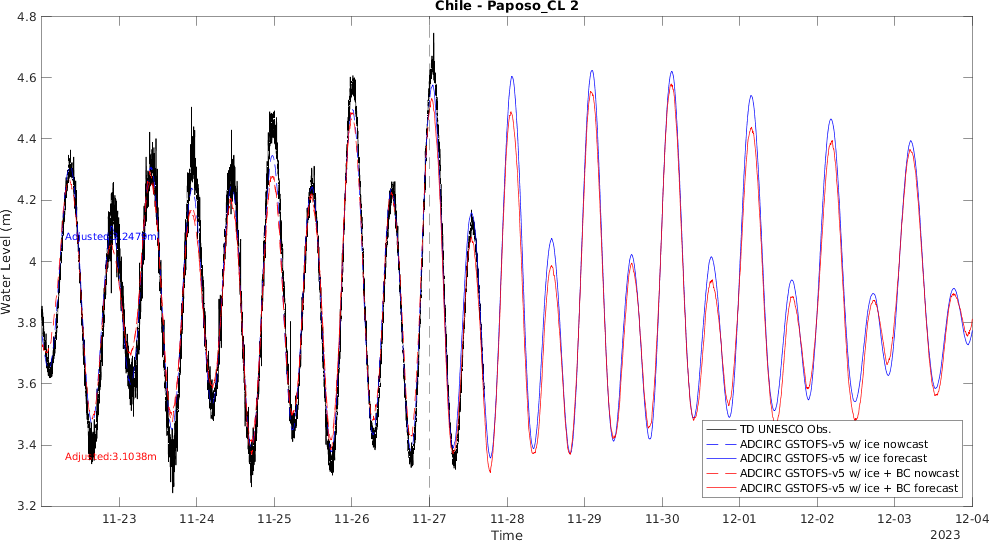 Chile - Paposo_CL 2
4.8
4.6
4.4
4.2
4
3.8
3.6
3.4
3.2
Water Level (m)
Adjusted:3.2479m
Adjusted:3.1038m
TD UNESCO Obs.
ADCIRC GSTOFS-v5 w/ ice nowcast
ADCIRC GSTOFS-v5 w/ ice forecast
ADCIRC GSTOFS-v5 w/ ice + BC nowcast
ADCIRC GSTOFS-v5 w/ ice + BC forecast
11-23 11-24 11-25 11-26 11-27 11-28 11-29 11-30 12-01 12-02 12-03 12-04
Time
2023